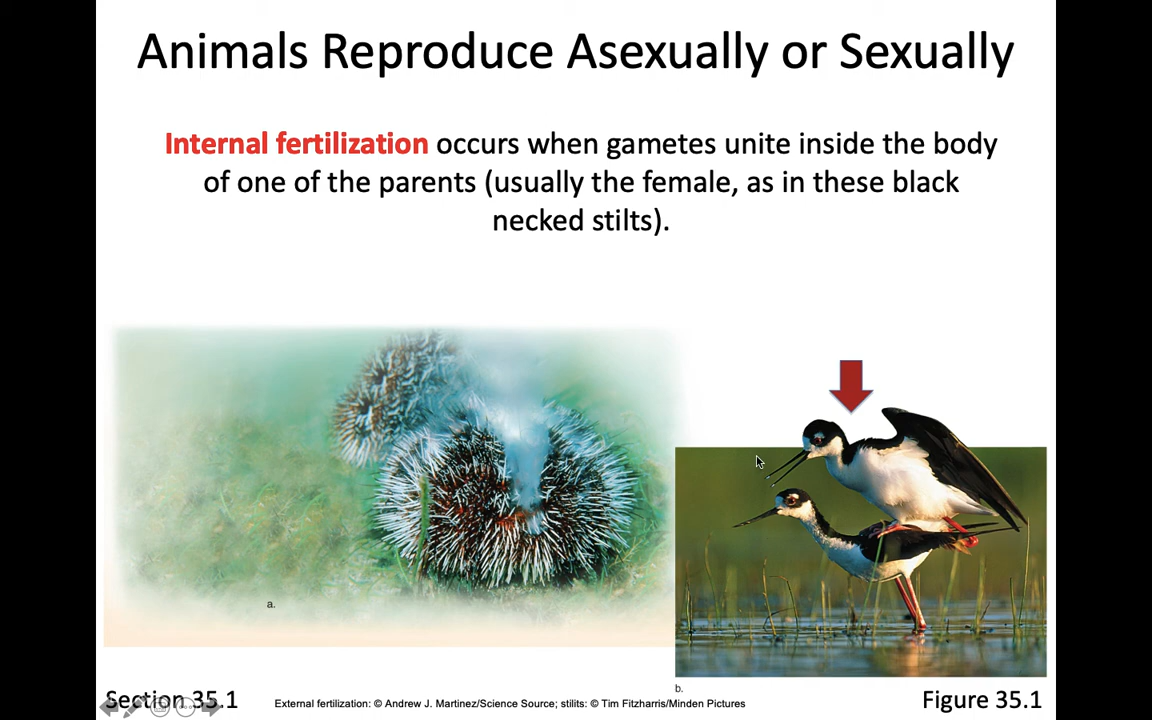 Animals Reproduce Asexually or Sexually
Internal fertilization occurs when gametes unite inside the body
of one of the parents (usually the female, as in these black
necked stilts).
a.
b.
Section 35.1
External fertilization: © Andrew J. Martinez/Science Source; stilits: © Tim Fitzharris/Minden Pictures
Figure 35.1